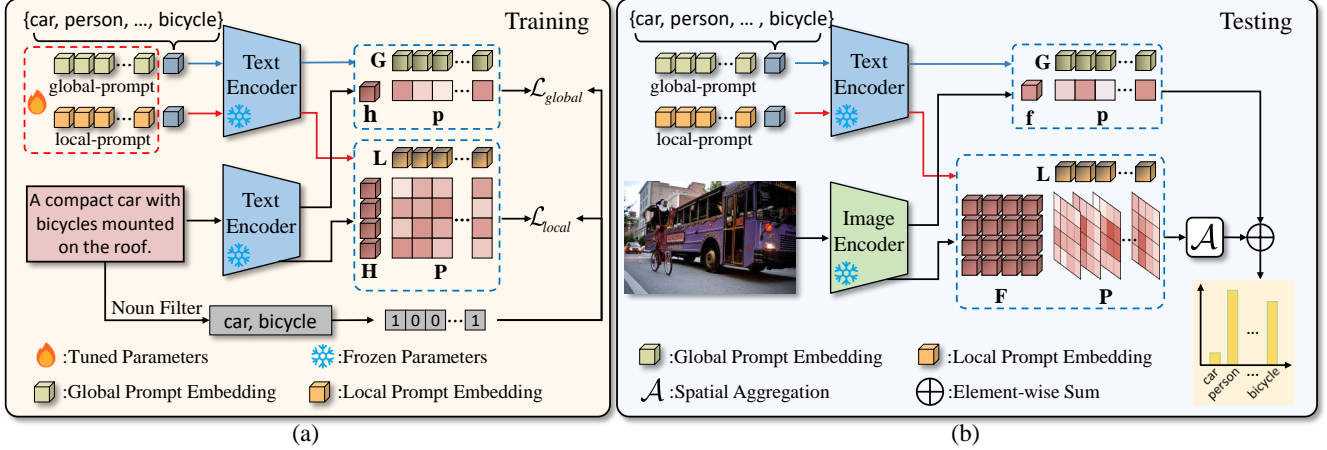 {car, person, ..., bicycle}
Training
global-prompt
local-prompt
Text
Encoder
G
h
p
ℒglobal
L
H
P
ℒlocal
A compact car with
bicycles mounted
on the roof.
Text
Encoder
Noun Filter
car, bicycle
1 0 0 ... 1
:Tuned Parameters
:Frozen Parameters
:Global Prompt Embedding
:Local Prompt Embedding
(a)
{car, person, ... , bicycle}
Testing
global-prompt
local-prompt
Text
Encoder
G
f
p
L
Image
Encoder
F
P
𝒜
...
car
person
...
bicycle
:Global Prompt Embedding
:Local Prompt Embedding
𝒜 :Spatial Aggregation
:Element-wise Sum
(b)